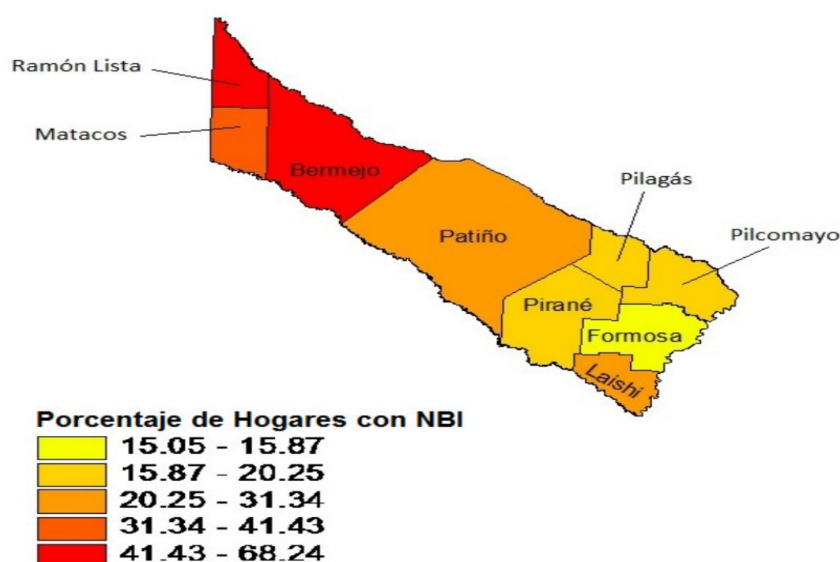 Ramón Lista
Matacos
Bermejo
Pilagás
Patiño
Pilcomayo
Pirané
Formosa
Laishi
Porcentaje de Hogares con NBI
15.05 - 15.87
15.87 - 20.25
20.25 - 31.34
31.34 - 41.43
41.43 - 68.24